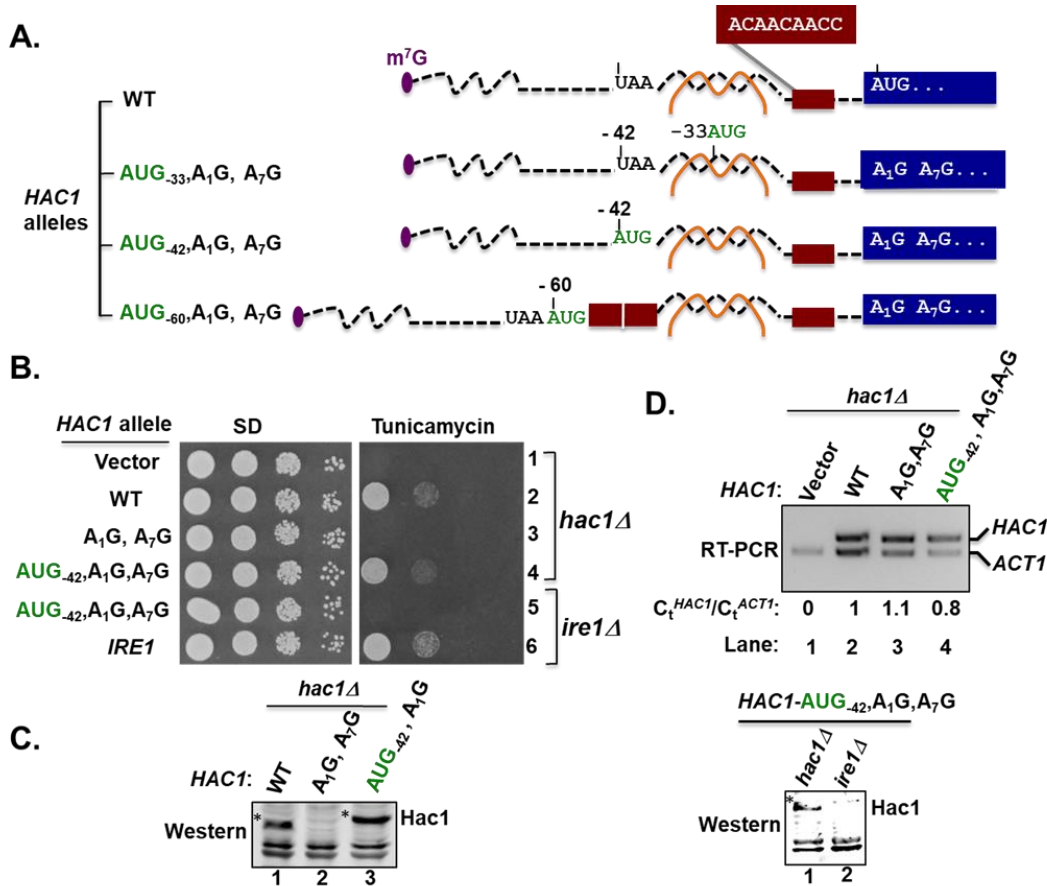 A.
ACAACAACC
m⁷G
WT
UAA
AUG...
- 42
−33AUG
HAC1 alleles
AUG₋₃₃,A₁G, A₇G
UAA
A₁G A₇G...
- 42
AUG₋₄₂,A₁G, A₇G
AUG
A₁G A₇G...
- 60
AUG₋₆₀,A₁G, A₇G
UAA AUG
A₁G A₇G...
B.
HAC1 allele
SD
Tunicamycin
Vector
1
WT
2
A₁G, A₇G
3
AUG₋₄₂,A₁G,A₇G
4
AUG₋₄₂,A₁G,A₇G
5
IRE1
6
hac1Δ
ire1Δ
C.
hac1Δ
HAC1:
WT
A₁G, A₇G
AUG₋₄₂, A₁G
Western
*
*
Hac1
1 2 3
D.
hac1Δ
HAC1:
Vector
WT
A₁G,A₇G
AUG₋₄₂, A₁G,A₇G
RT-PCR
HAC1
ACT1
CₜᴴᴬC¹/CₜᴬCᵀ¹: 0 1 1.1 0.8
Lane: 1 2 3 4
HAC1-AUG₋₄₂,A₁G,A₇G
hac1Δ
ire1Δ
Western
*
Hac1
1 2